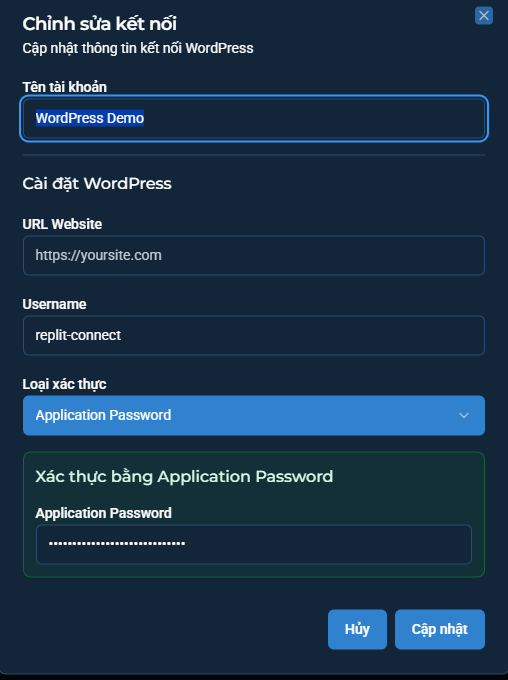 Chỉnh sửa kết nối
Cập nhật thông tin kết nối WordPress
Tên tài khoản
WordPress Demo
Cài đặt WordPress
URL Website
https://yoursite.com
Username
replit-connect
Loại xác thực
Application Password
Xác thực bằng Application Password
Application Password
••••••••••••••••••••••••••••
Hủy
Cập nhật